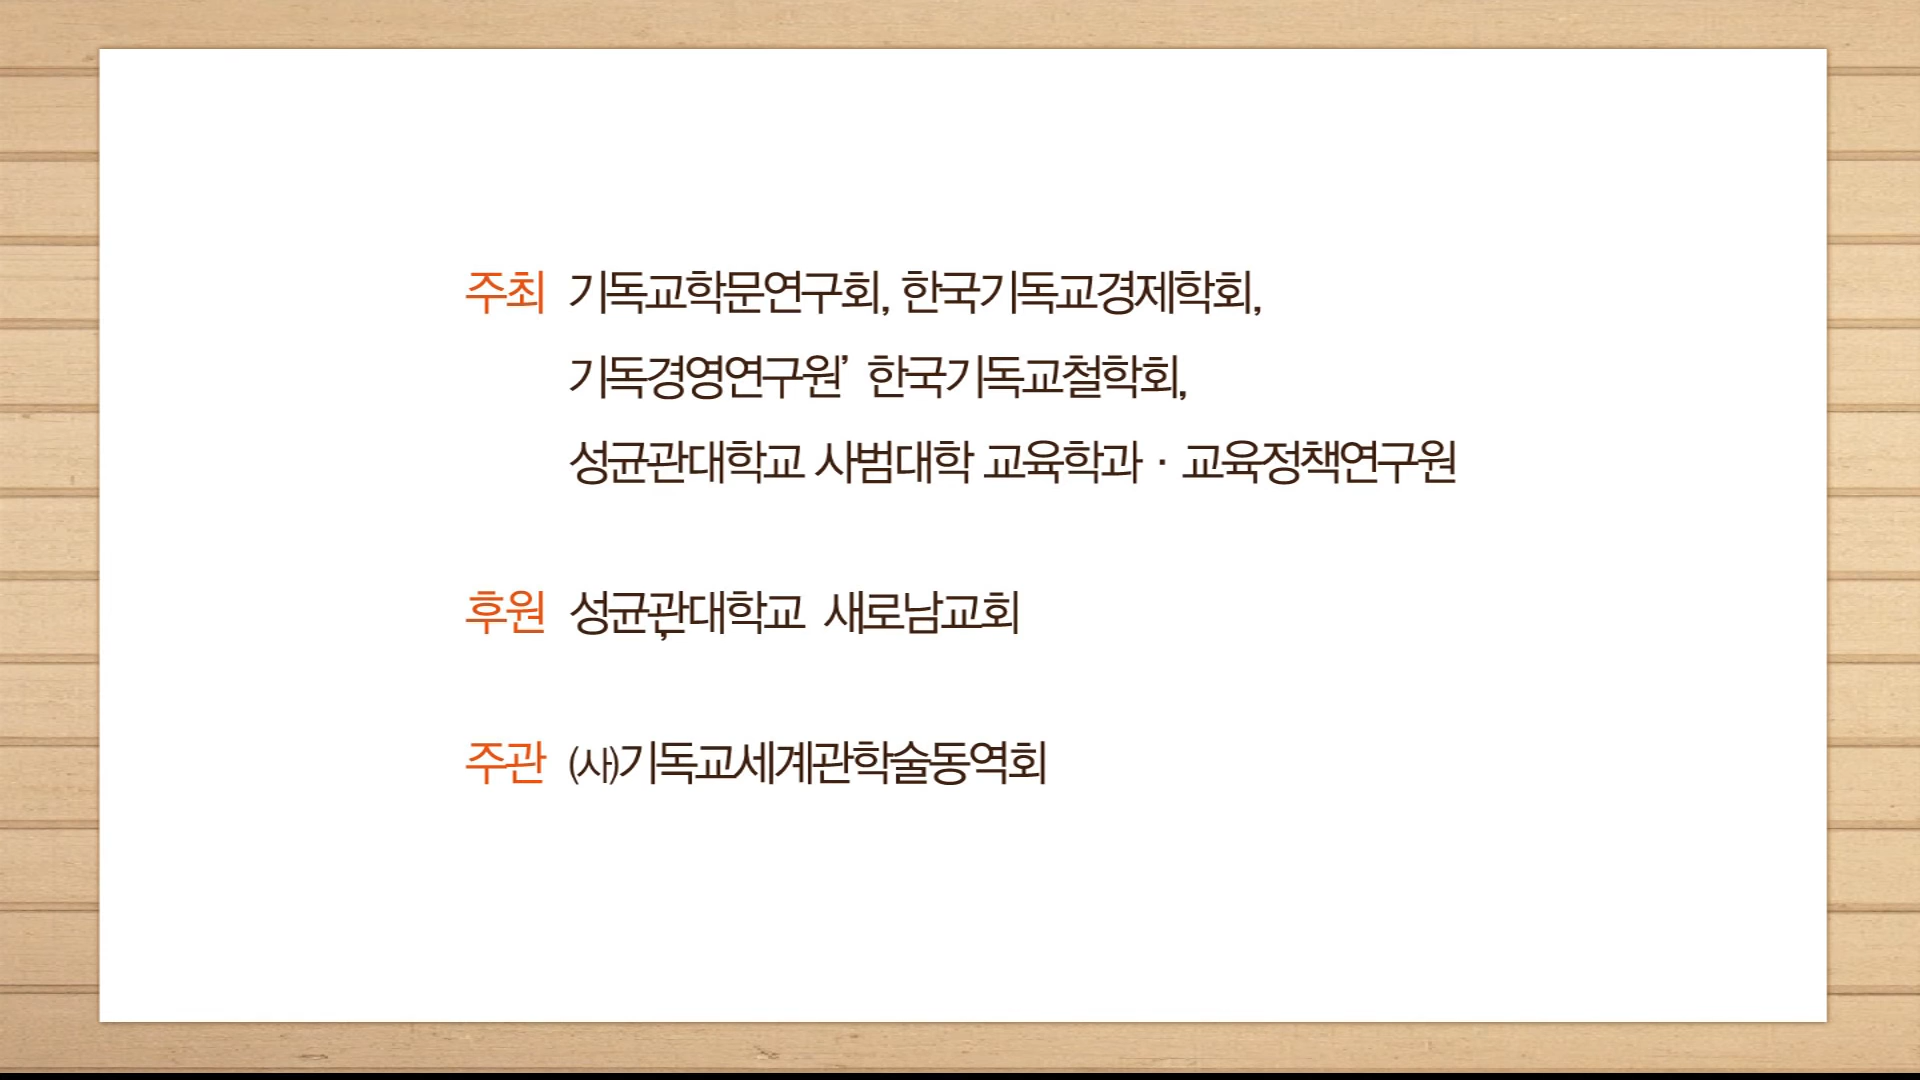 주최 기독교학문연구회, 한국기독교경제학회,
기독경영연구원’ 한국기독교철학회,
성균관대학교 사범대학 교육학과 · 교육정책연구원
후원 성균관대학교 새로남교회
주관 ㈔기독교세계관학술동역회